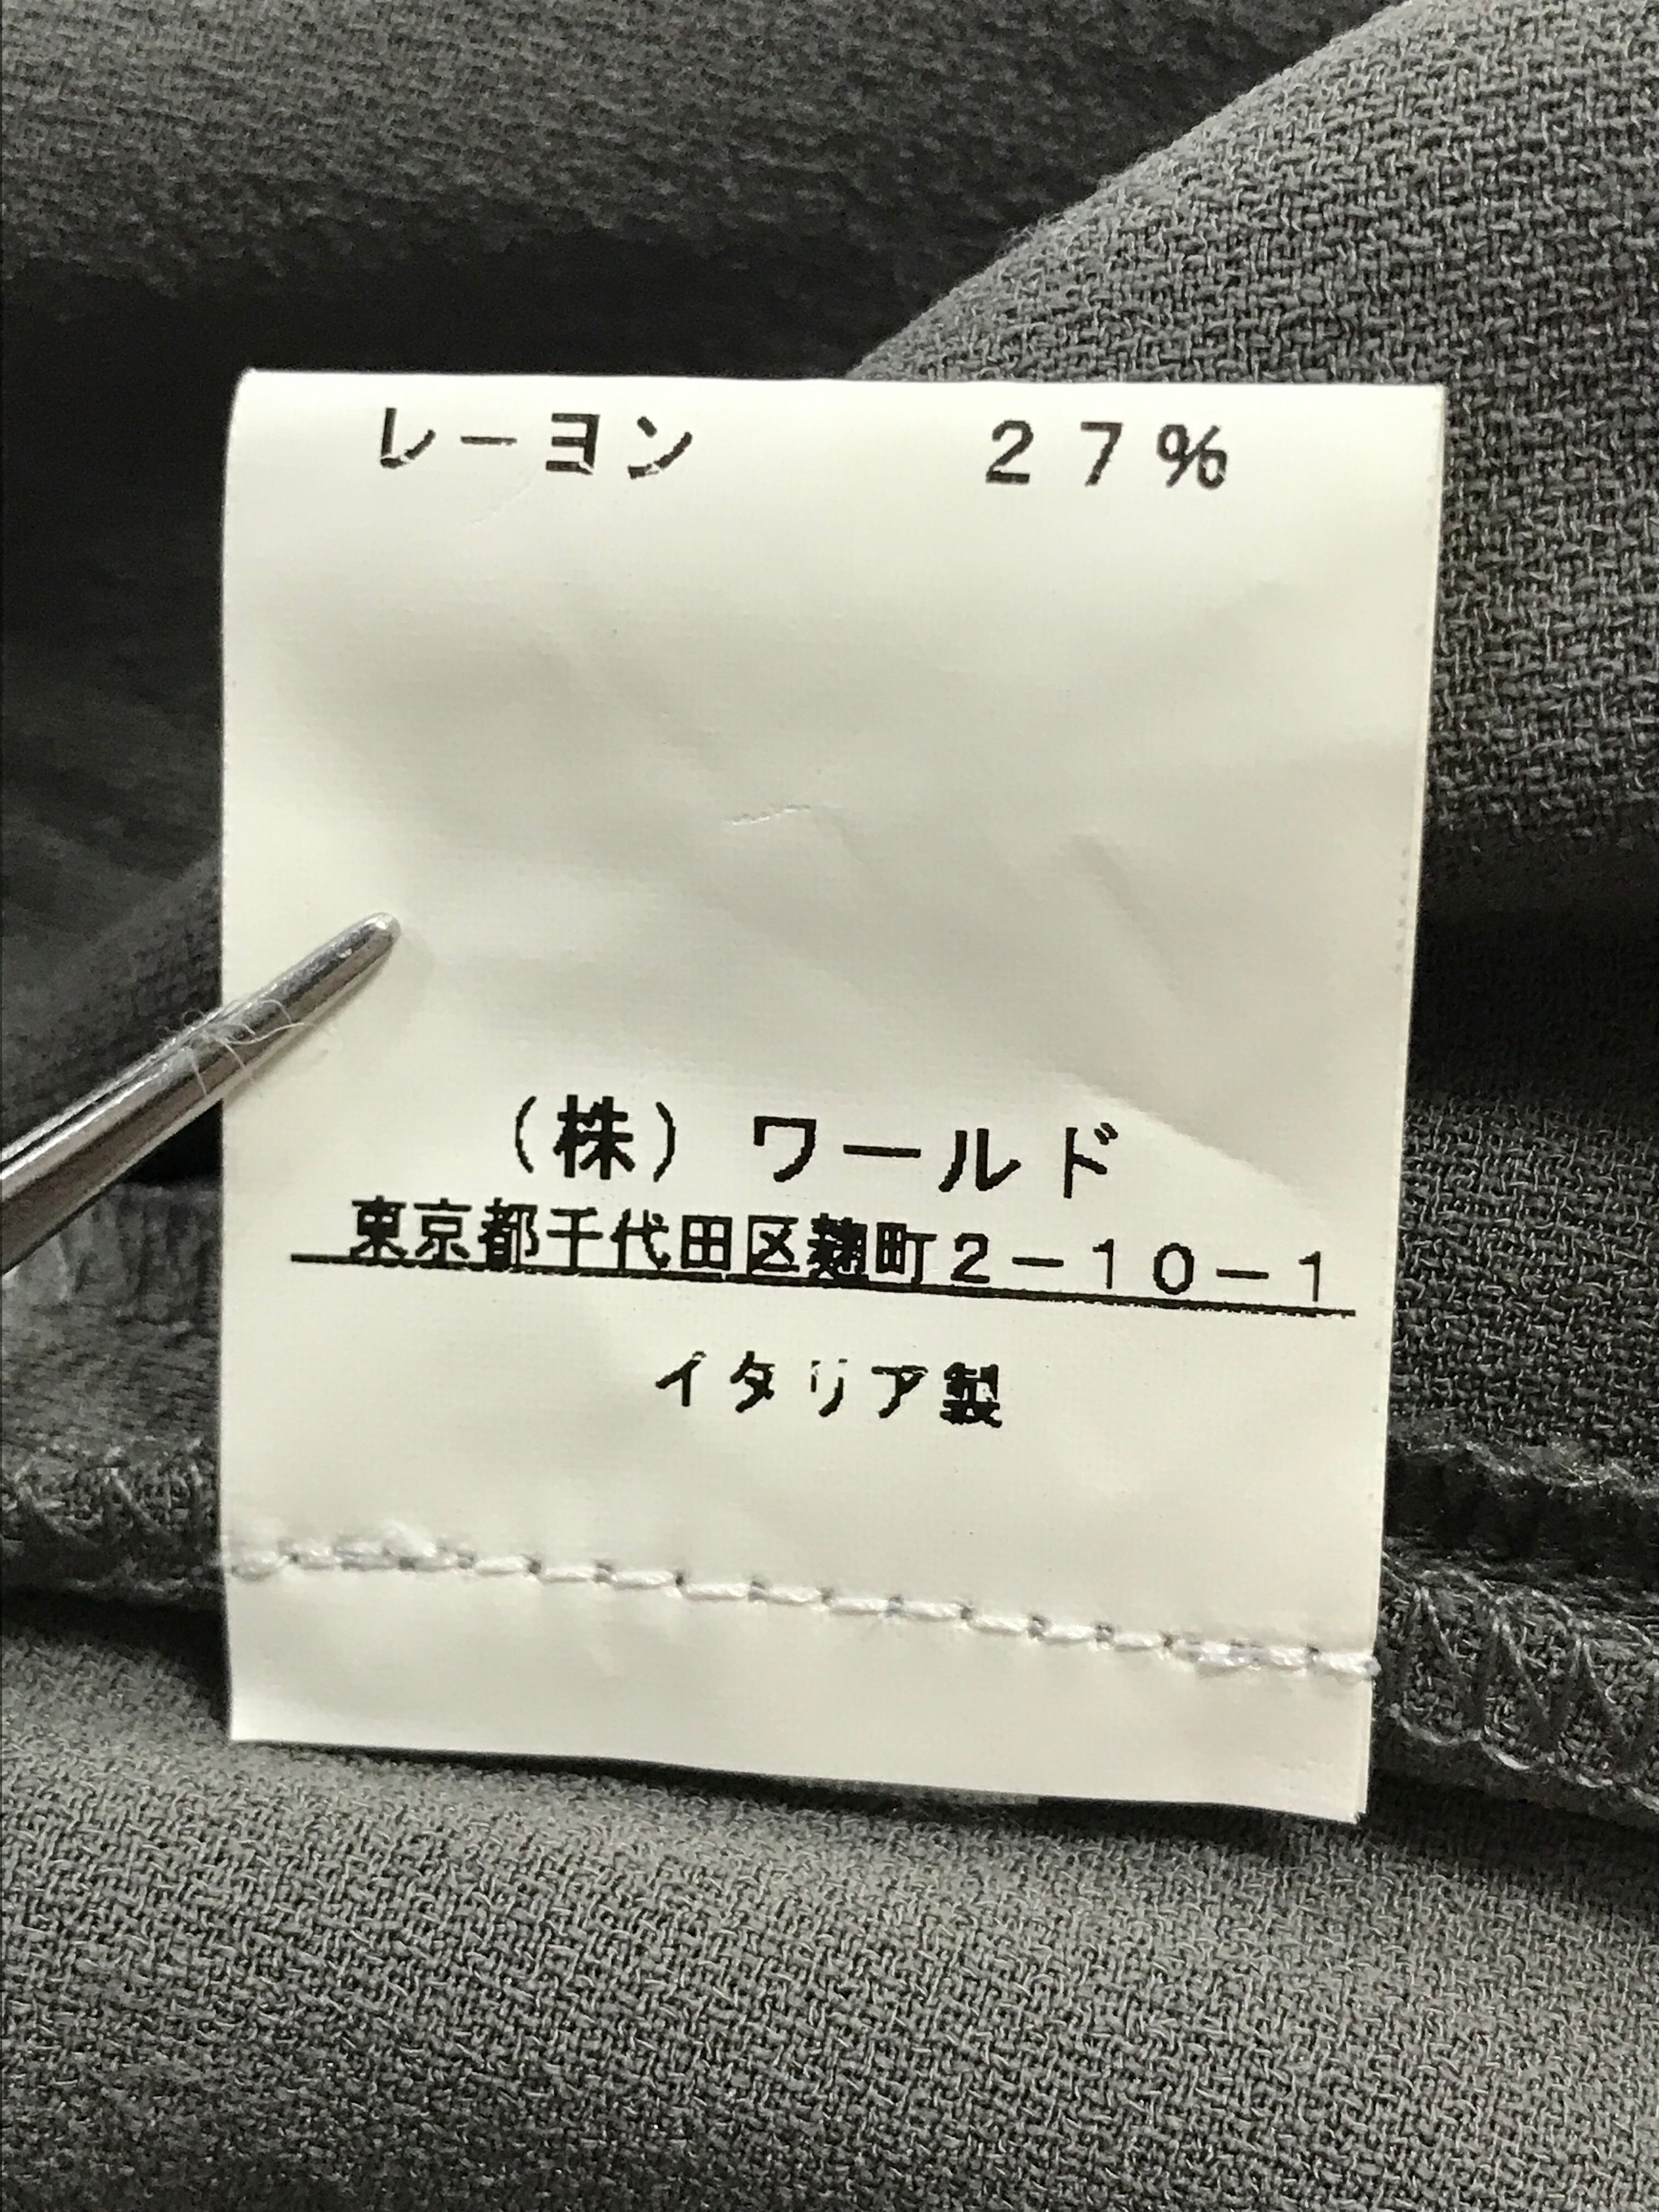 レーヨン　２７％
（株）ワールド
東京都千代田区麹町２－１０－１
イタリア製